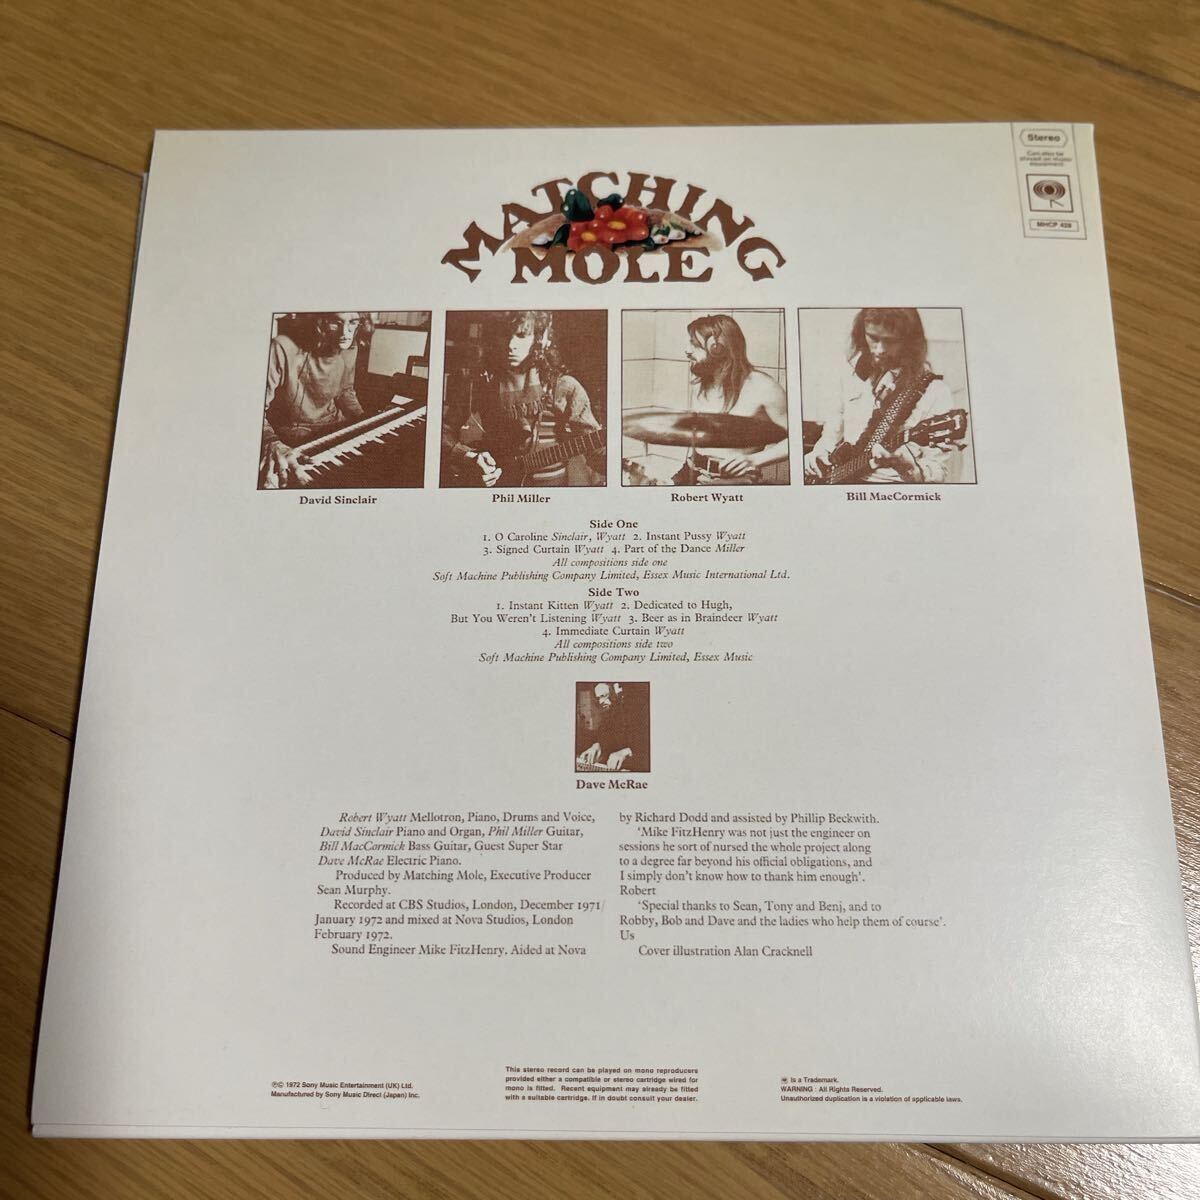 MATCHING
MOLE
Stereo
Can also be
played on mono
equipment
MHCP 429
David Sinclair
Phil Miller
Robert Wyatt
Bill MacCormick
Side One
1. O Caroline Sinclair, Wyatt 2. Instant Pussy Wyatt
3. Signed Curtain Wyatt 4. Part of the Dance Miller
All compositions side one
Soft Machine Publishing Company Limited, Essex Music International Ltd.
Side Two
1. Instant Kitten Wyatt 2. Dedicated to Hugh,
But You Weren't Listening Wyatt 3. Beer as in Braindeer Wyatt
4. Immediate Curtain Wyatt
All compositions side two
Soft Machine Publishing Company Limited, Essex Music
Dave McRae
Robert Wyatt Mellotron, Piano, Drums and Voice,
David Sinclair Piano and Organ, Phil Miller Guitar,
Bill MacCormick Bass Guitar, Guest Super Star
Dave McRae Electric Piano.
Produced by Matching Mole, Executive Producer
Sean Murphy.
Recorded at CBS Studios, London, December 1971/
January 1972 and mixed at Nova Studios, London
February 1972.
Sound Engineer Mike FitzHenry. Aided at Nova
by Richard Dodd and assisted by Phillip Beckwith.
'Mike FitzHenry was not just the engineer on
sessions he sort of nursed the whole project along
to a degree far beyond his official obligations, and
I simply don't know how to thank him enough'.
Robert
'Special thanks to Sean, Tony and Benj, and to
Robby, Bob and Dave and the ladies who help them of course'.
Us
Cover illustration Alan Cracknell
℗© 1972 Sony Music Entertainment (UK) Ltd.
Manufactured by Sony Music Direct (Japan) Inc.
This stereo record can be played on mono reproducers
provided either a compatible or stereo cartridge wired for
mono is fitted. Recent equipment may already be fitted
with a suitable cartridge. If in doubt consult your dealer.
Is a Trademark.
WARNING : All Rights Reserved.
Unauthorized duplication is a violation of applicable laws.